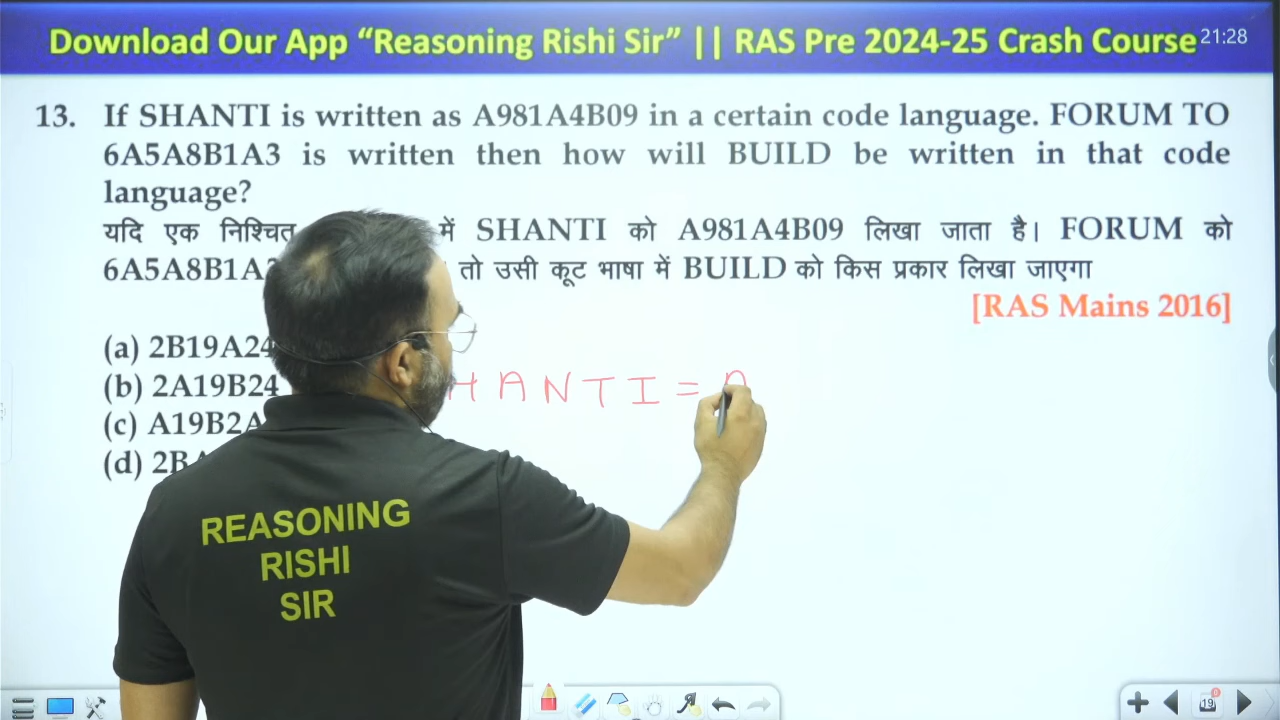 Download Our App “Reasoning Rishi Sir” || RAS Pre 2024-25 Crash Course 21:28
13. If SHANTI is written as A981A4B09 in a certain code language. FORUM TO
6A5A8B1A3 is written then how will BUILD be written in that code
language?
यदि एक निश्चित में SHANTI को A981A4B09 लिखा जाता है। FORUM को
6A5A8B1A तो उसी कूट भाषा में BUILD को किस प्रकार लिखा जाएगा
[RAS Mains 2016]
(a) 2B19A24
(b) 2A19B24
(c) A19B2A
(d) 2B
HANTI =
REASONING
RISHI
SIR
19